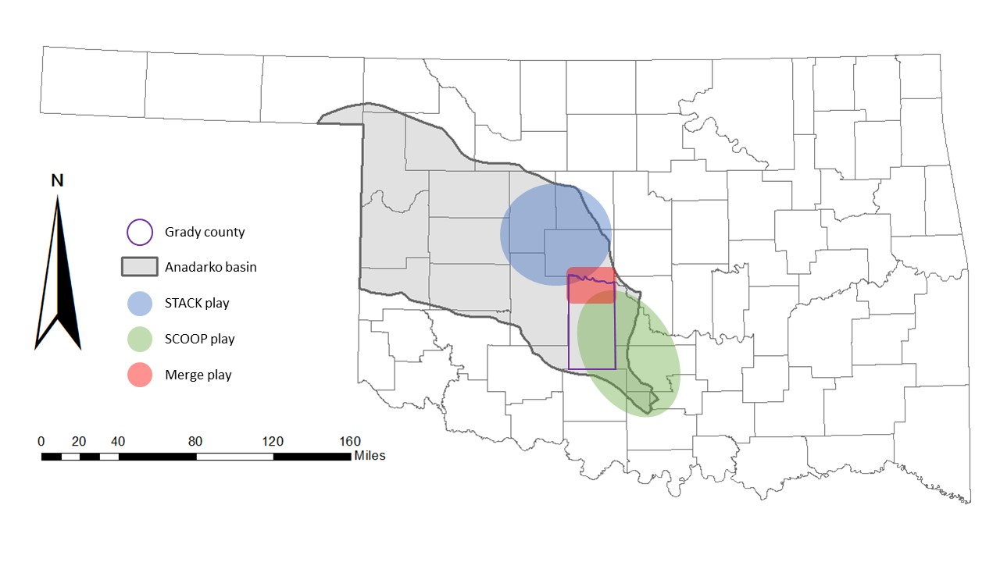 N
Grady county
Anadarko basin
STACK play
SCOOP play
Merge play
0 20 40 80 120 160
Miles